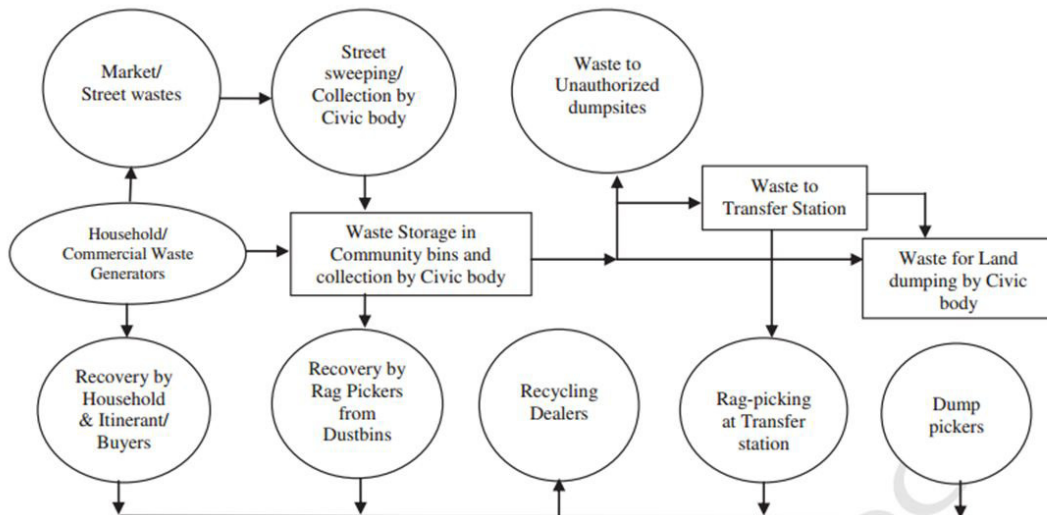 Market/
Street wastes
Street
sweeping/
Collection by
Civic body
Waste to
Unauthorized
dumpsites
Waste to
Transfer Station
Household/
Commercial Waste
Generators
Waste Storage in
Community bins and
collection by Civic body
Waste for Land
dumping by Civic
body
Recovery by
Household
& Itinerant/
Buyers
Recovery by
Rag Pickers
from
Dustbins
Recycling
Dealers
Rag-picking
at Transfer
station
Dump
pickers